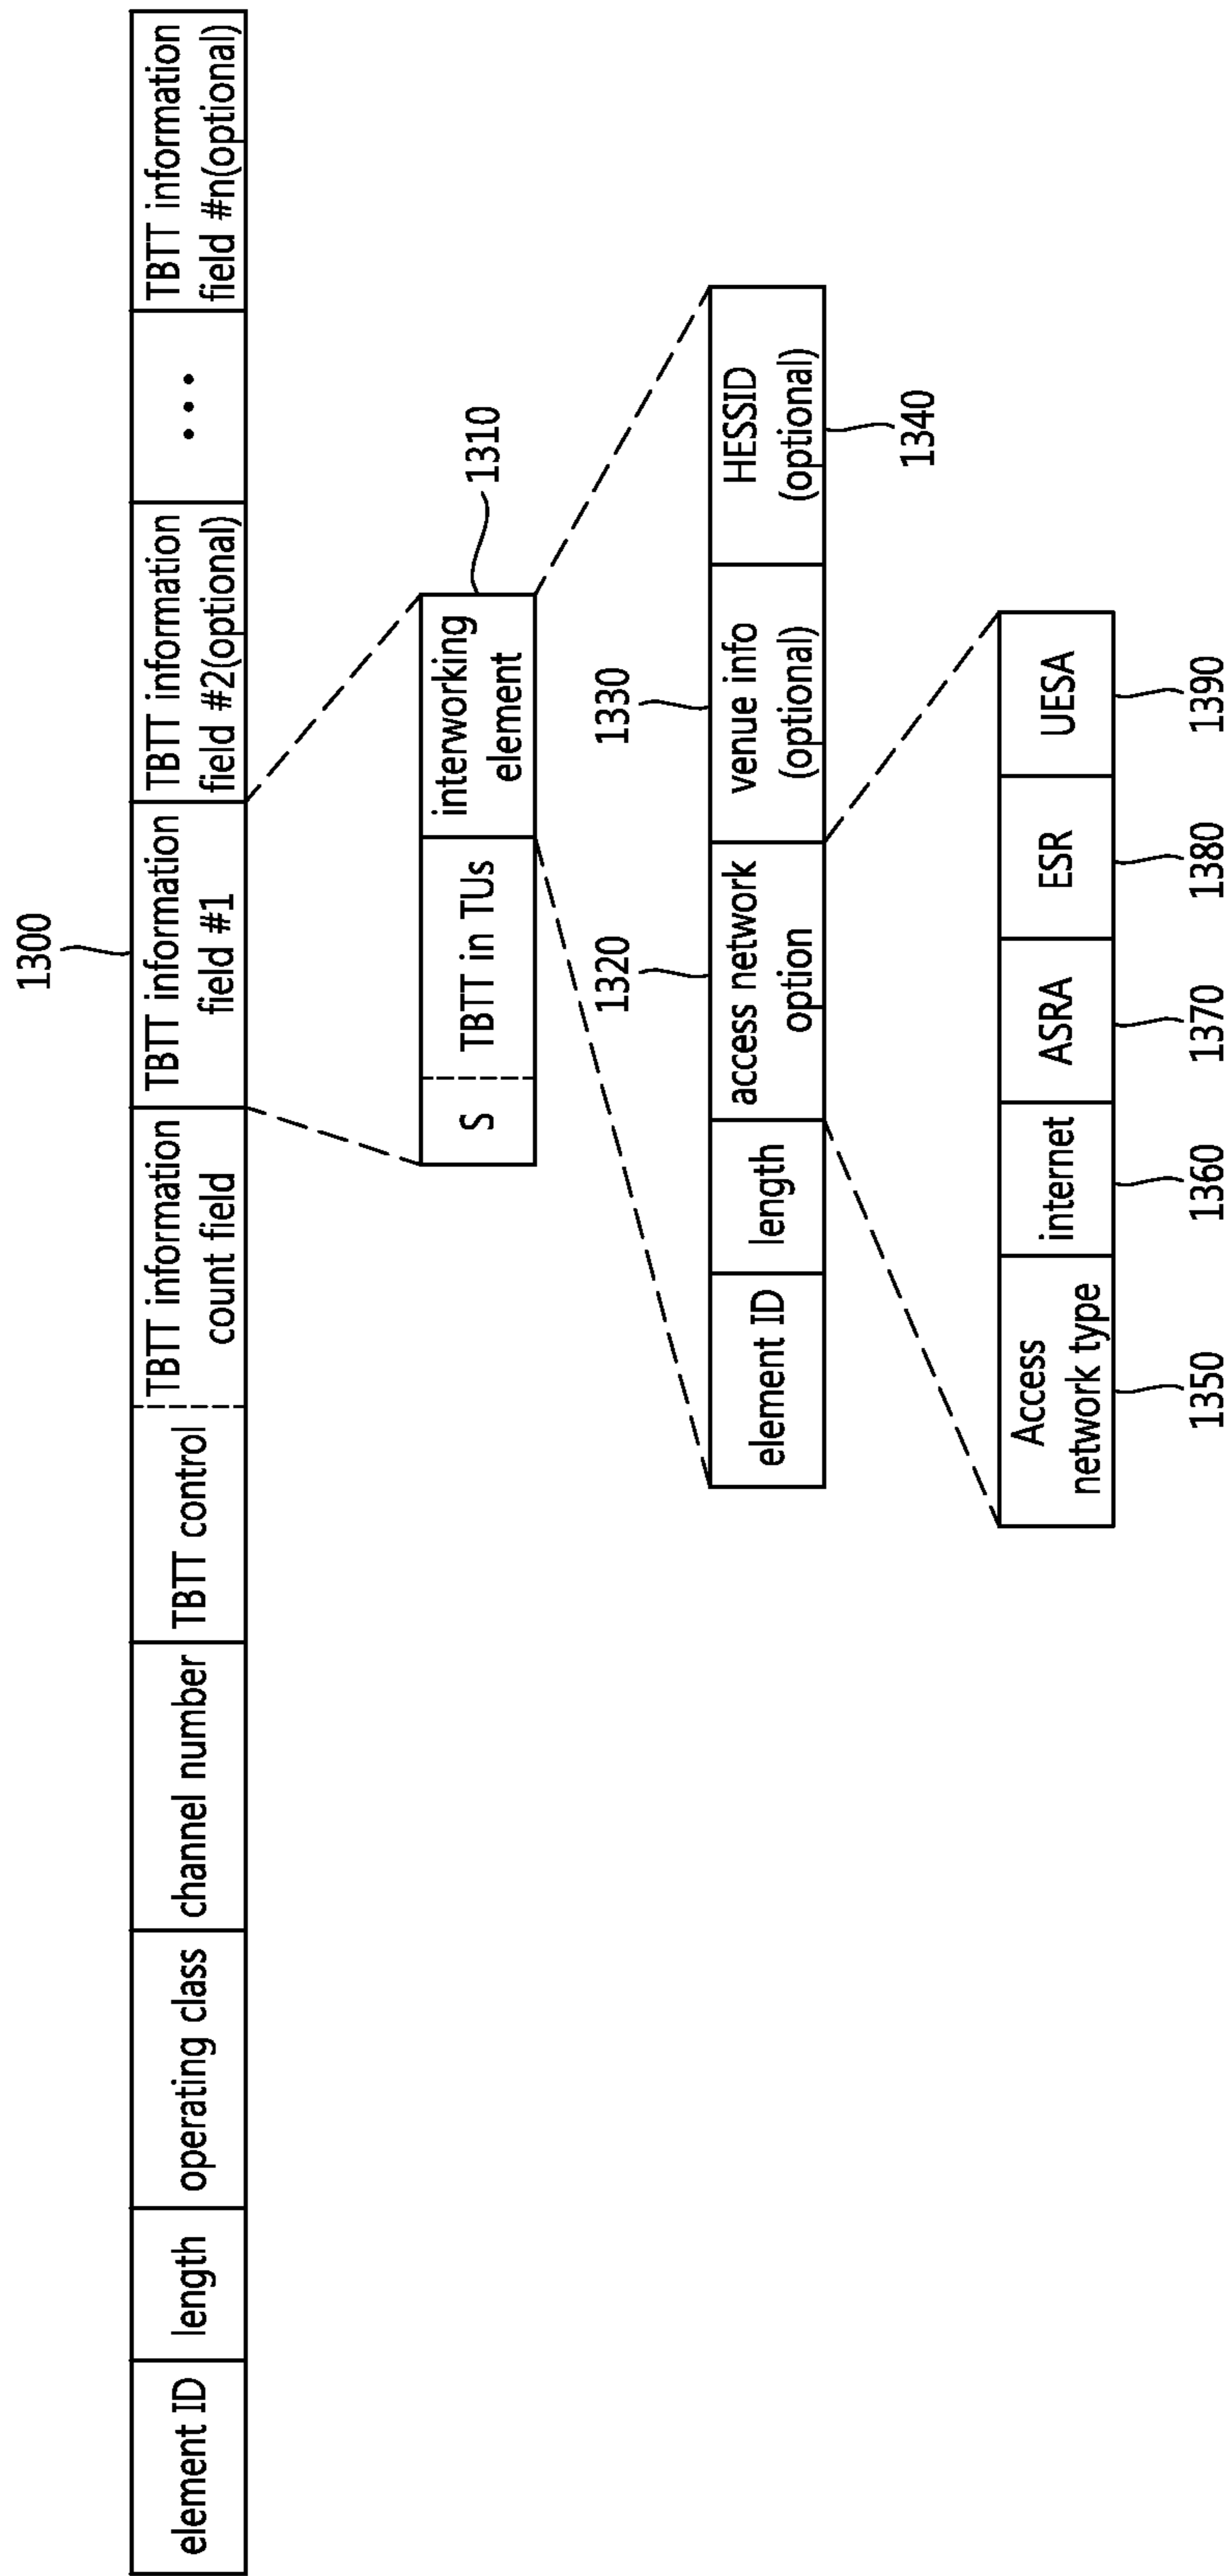 1300
element ID
length
operating class
channel number
TBTT control
TBTT information
count field
TBTT information
field #1
TBTT information
field #2(optional)
•••
TBTT information
field #n(optional)
S
TBTT in TUs
interworking
element
1310
1320
1330
element ID
length
access network
option
venue info
(optional)
HESSID
(optional)
1340
Access
network type
internet
ASRA
ESR
UESA
1350
1360
1370
1380
1390